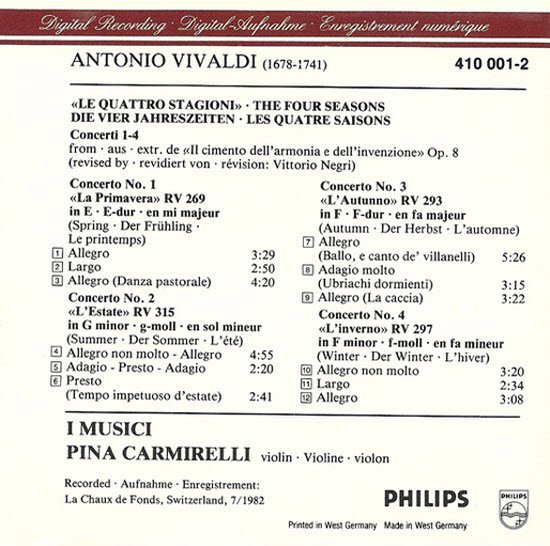 Digital Recording · Digital-Aufnahme · Enregistrement numérique
ANTONIO VIVALDI (1678-1741) 410 001-2
«LE QUATTRO STAGIONI» · THE FOUR SEASONS
DIE VIER JAHRESZEITEN · LES QUATRE SAISONS
Concerti 1-4
from · aus · extr. de «Il cimento dell'armonia e dell'invenzione» Op. 8
(revised by · revidiert von · révision: Vittorio Negri)
Concerto No. 1
«La Primavera» RV 269
in E · E-dur · en mi majeur
(Spring · Der Frühling ·
Le printemps)
1 Allegro 3:29
2 Largo 2:50
3 Allegro (Danza pastorale) 4:20
Concerto No. 2
«L'Estate» RV 315
in G minor · g-moll · en sol mineur
(Summer · Der Sommer · L'été)
4 Allegro non molto - Allegro 4:55
5 Adagio - Presto - Adagio 2:20
6 Presto
(Tempo impetuoso d'estate) 2:41
Concerto No. 3
«L'Autunno» RV 293
in F · F-dur · en fa majeur
(Autumn · Der Herbst · L'automne)
7 Allegro
(Ballo, e canto de' villanelli) 5:26
8 Adagio molto
(Ubriachi dormienti) 3:15
9 Allegro (La caccia) 3:22
Concerto No. 4
«L'inverno» RV 297
in F minor · f-moll · en fa mineur
(Winter · Der Winter · L'hiver)
10 Allegro non molto 3:20
11 Largo 2:34
12 Allegro 3:08
I MUSICI
PINA CARMIRELLI violin · Violine · violon
Recorded · Aufnahme · Enregistrement:
La Chaux de Fonds, Switzerland, 7/1982
PHILIPS
PHILIPS
Printed in West Germany Made in West Germany